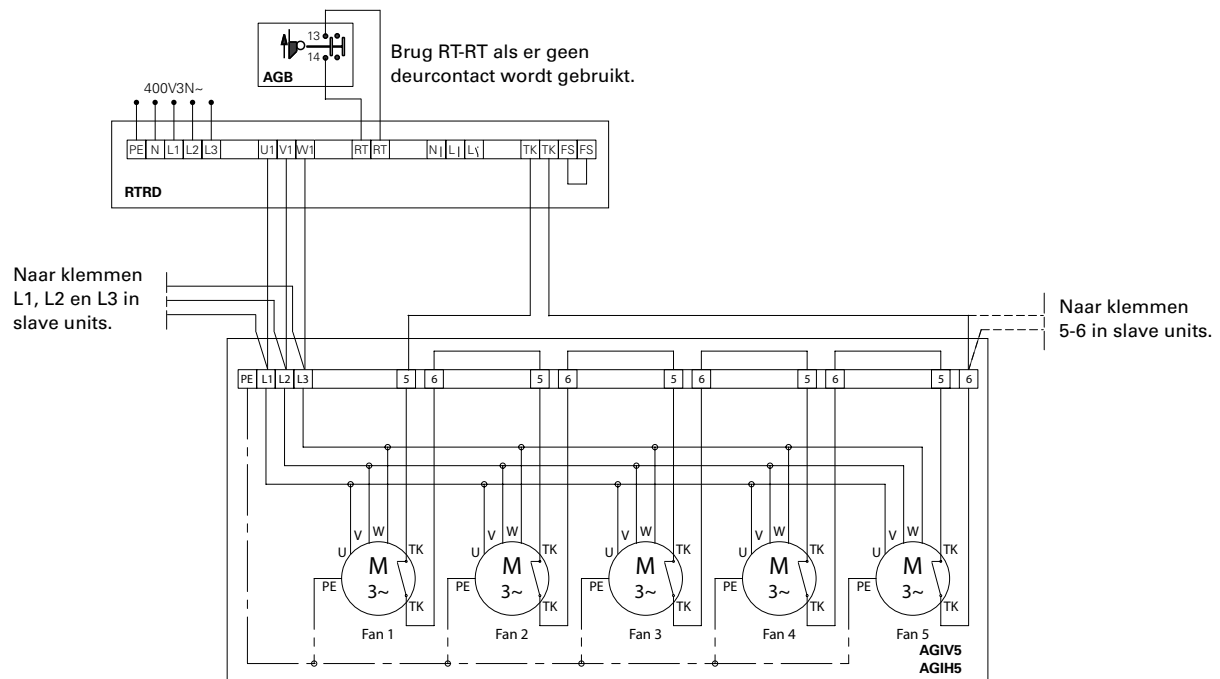 13
14
AGB
Brug RT-RT als er geen
deurcontact wordt gebruikt.
400V3N~
PE N L1 L2 L3 U1 V1 W1 RT RT N L L TK TK FS FS
RTRD
Naar klemmen
L1, L2 en L3 in
slave units.
Naar klemmen
5-6 in slave units.
PE L1 L2 L3 5 6 5 6 5 6 5 6 5 6
U V W TK U V W TK U V W TK U V W TK U V W TK
M M M M M
PE PE PE PE PE
3~ 3~ 3~ 3~ 3~
TK TK TK TK TK
Fan 1 Fan 2 Fan 3 Fan 4 Fan 5
AGIV5
AGIH5